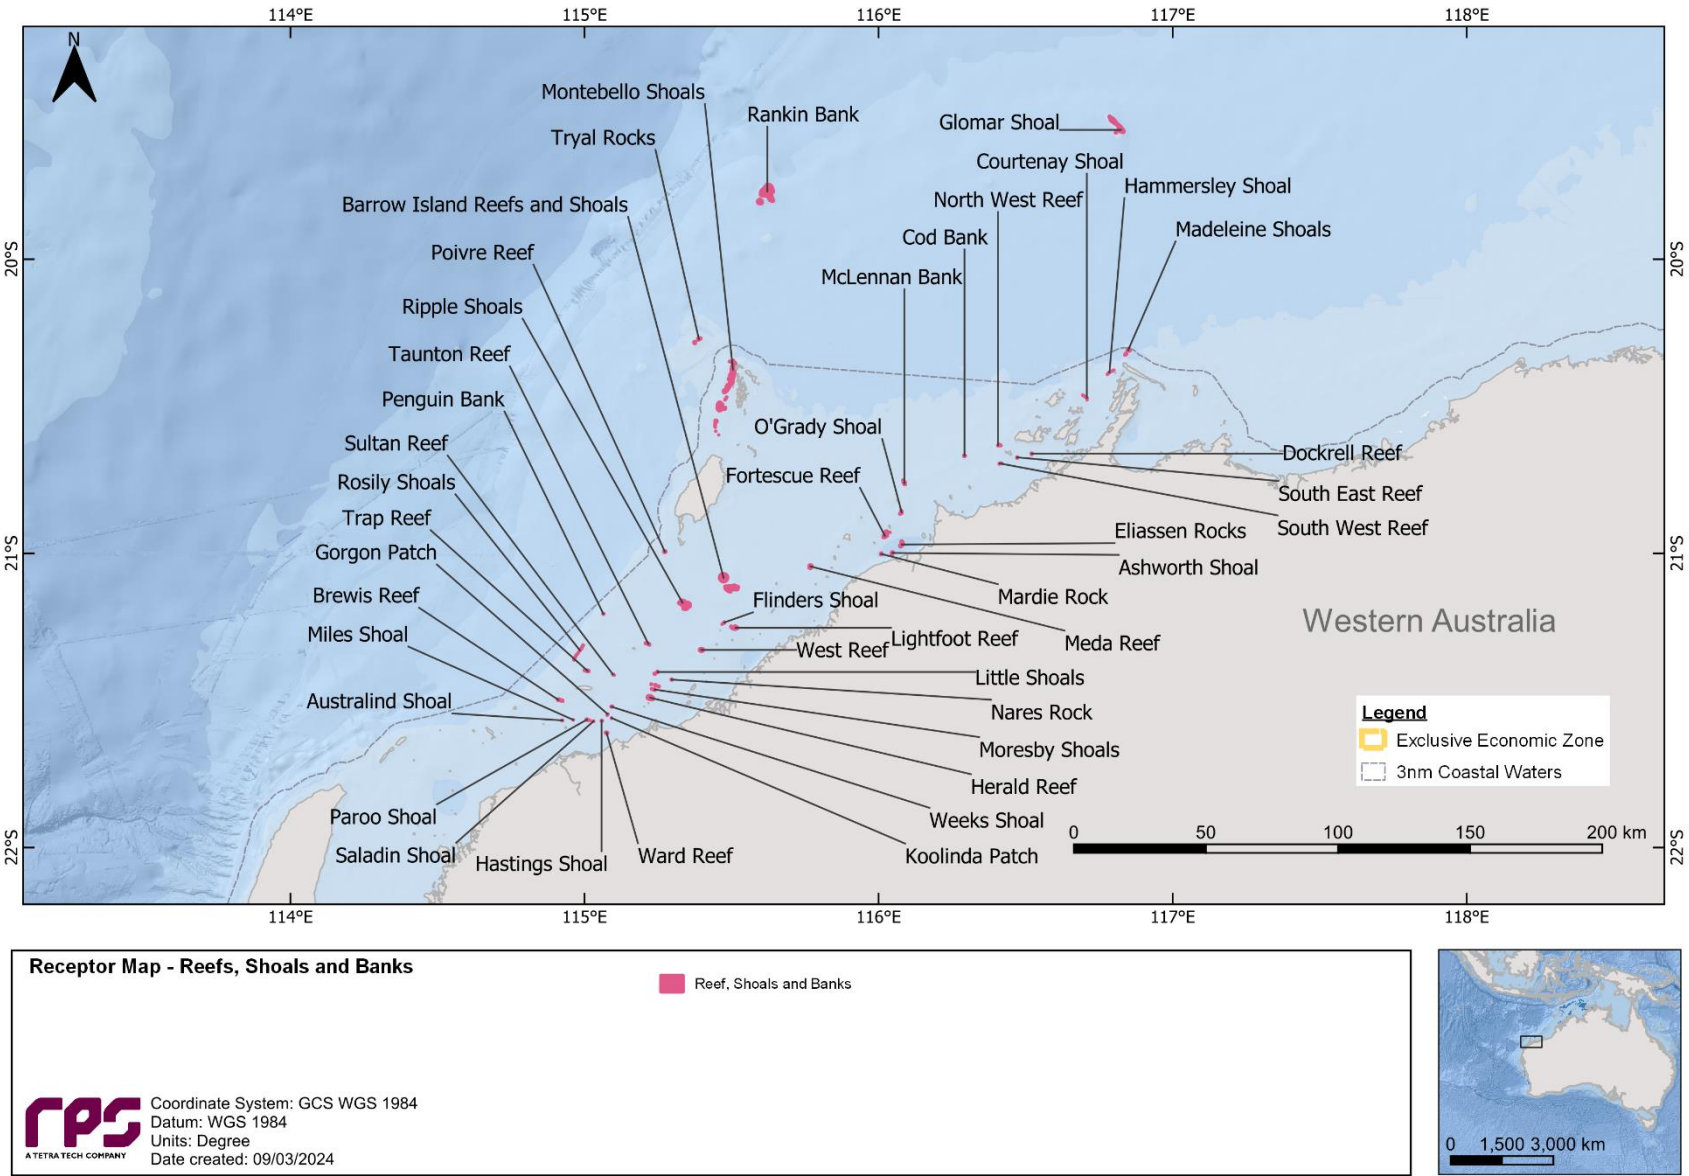 114°E
115°E
116°E
117°E
118°E
N
Montebello Shoals
Rankin Bank
Glomar Shoal
Tryal Rocks
Courtenay Shoal
Hammersley Shoal
Barrow Island Reefs and Shoals
North West Reef
Madeleine Shoals
Cod Bank
Poivre Reef
20°S
20°S
McLennan Bank
Ripple Shoals
Taunton Reef
Penguin Bank
O'Grady Shoal
Sultan Reef
Dockrell Reef
Rosily Shoals
Fortescue Reef
South East Reef
Trap Reef
South West Reef
Eliassen Rocks
Gorgon Patch
21°S
21°S
Ashworth Shoal
Brewis Reef
Mardie Rock
Flinders Shoal
Western Australia
Miles Shoal
Lightfoot Reef
Meda Reef
West Reef
Little Shoals
Australind Shoal
Nares Rock
Legend
Exclusive Economic Zone
3nm Coastal Waters
Moresby Shoals
Herald Reef
Paroo Shoal
Weeks Shoal
0 50 100 150 200 km
22°S
22°S
Saladin Shoal
Hastings Shoal
Ward Reef
Koolinda Patch
114°E
115°E
116°E
117°E
118°E
Receptor Map - Reefs, Shoals and Banks
Reef, Shoals and Banks
rps
A TETRA TECH COMPANY
Coordinate System: GCS WGS 1984
Datum: WGS 1984
Units: Degree
Date created: 09/03/2024
0 1,500 3,000 km